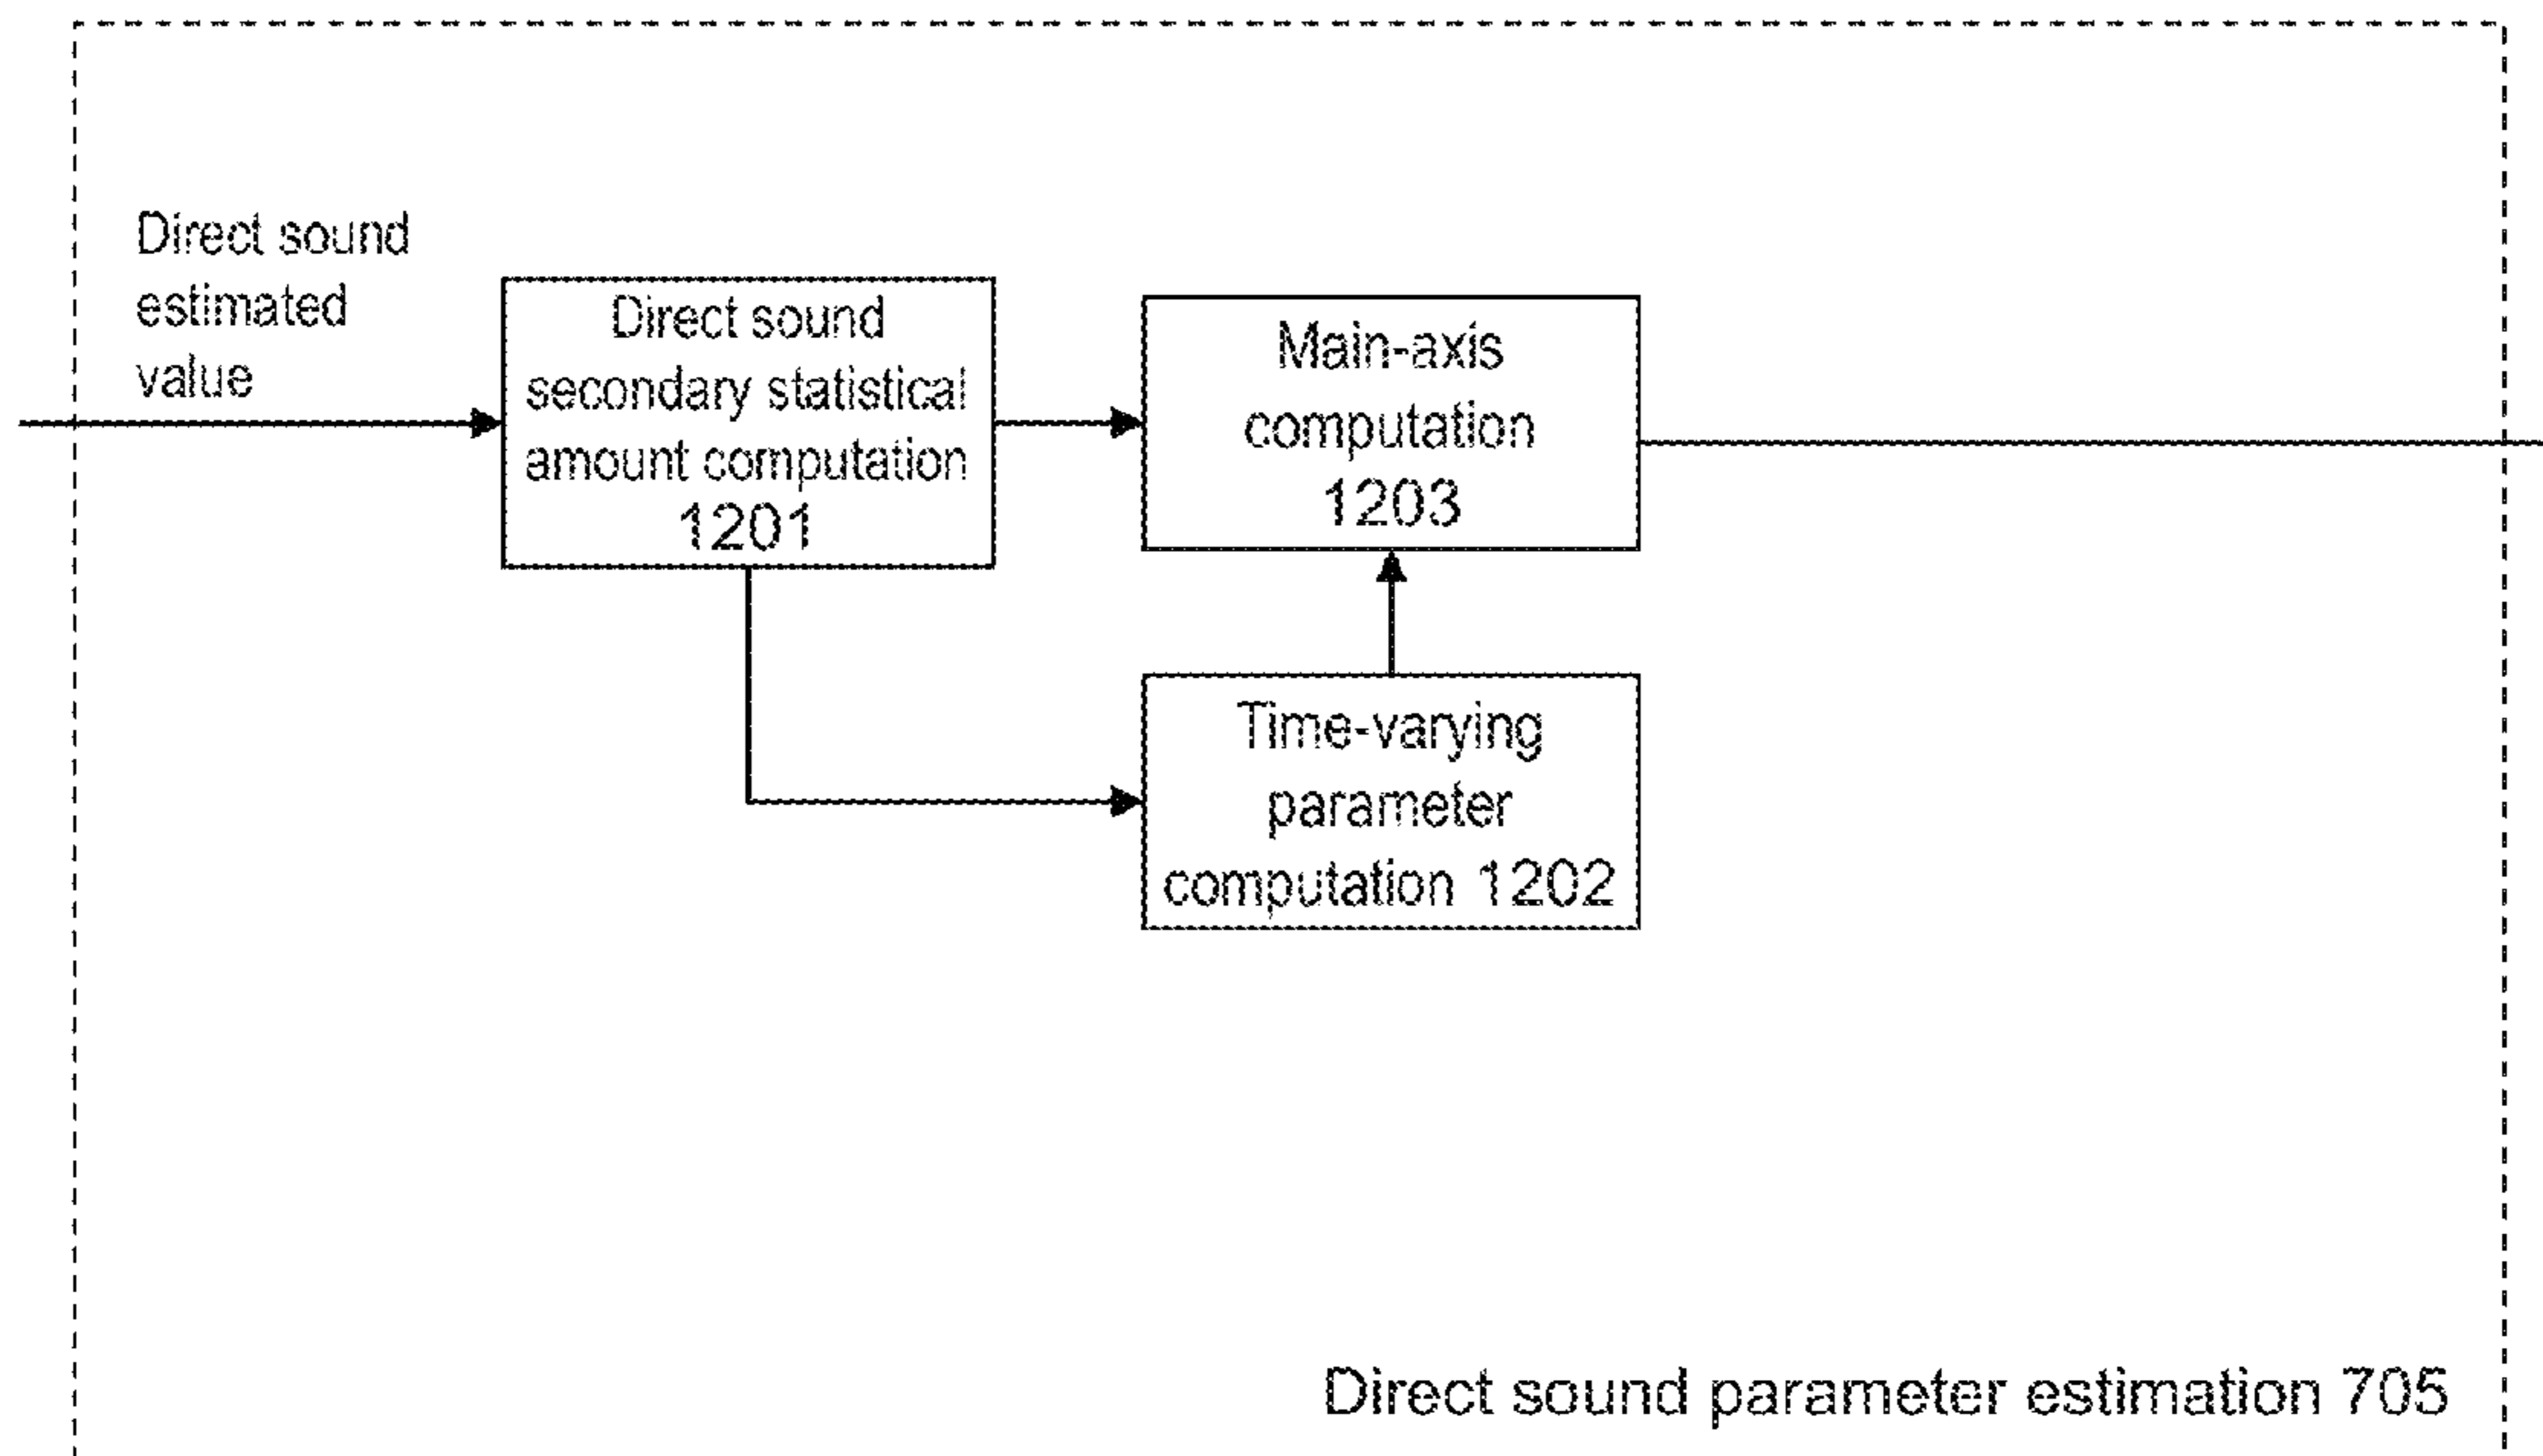 Direct sound
estimated
value
Direct sound
secondary statistical
amount computation
1201
Main-axis
computation
1203
Time-varying
parameter
computation 1202
Direct sound parameter estimation 705